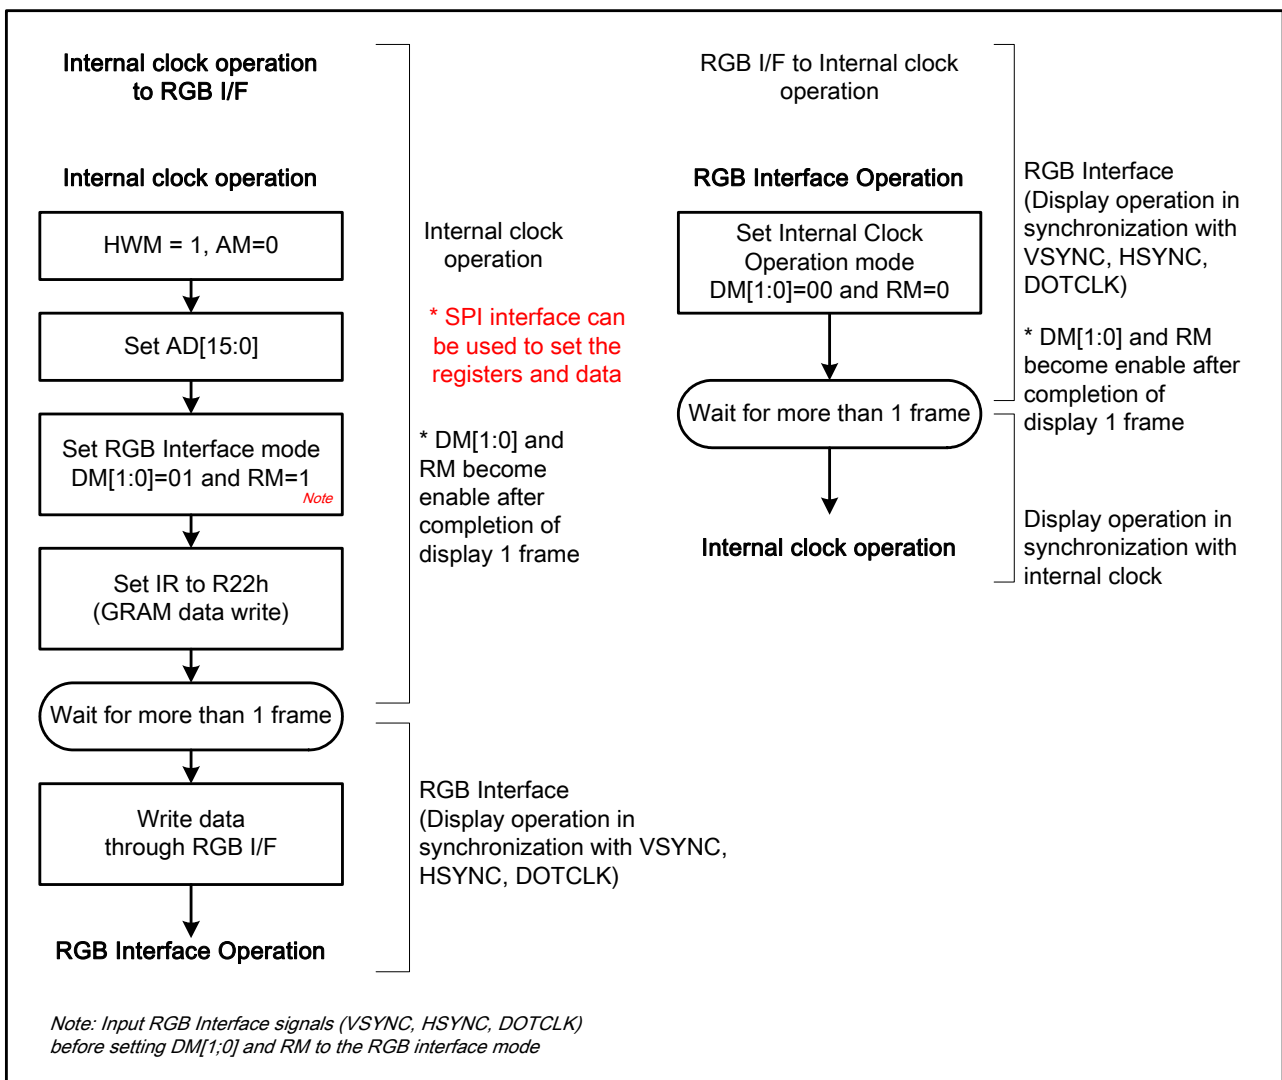 Internal clock operation
to RGB I/F
Internal clock operation
HWM = 1, AM=0
Set AD[15:0]
Set RGB Interface mode
DM[1:0]=01 and RM=1
Note
Set IR to R22h
(GRAM data write)
Wait for more than 1 frame
Write data
through RGB I/F
RGB Interface Operation
Internal clock
operation
* SPI interface can
be used to set the
registers and data
* DM[1:0] and
RM become
enable after
completion of
display 1 frame
RGB Interface
(Display operation in
synchronization with VSYNC,
HSYNC, DOTCLK)
RGB I/F to Internal clock
operation
RGB Interface Operation
Set Internal Clock
Operation mode
DM[1:0]=00 and RM=0
Wait for more than 1 frame
Internal clock operation
RGB Interface
(Display operation in
synchronization with
VSYNC, HSYNC,
DOTCLK)
* DM[1:0] and RM
become enable after
completion of
display 1 frame
Display operation in
synchronization with
internal clock
Note: Input RGB Interface signals (VSYNC, HSYNC, DOTCLK)
before setting DM[1;0] and RM to the RGB interface mode